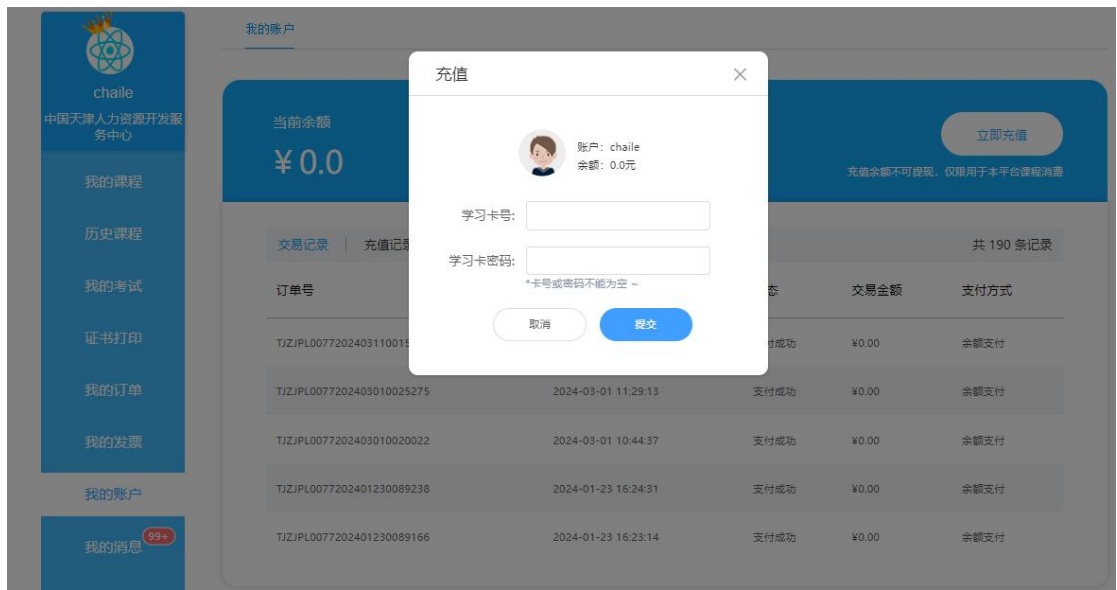 我的账户
chaile
中国天津人力资源开发服
务中心
我的课程
历史课程
我的考试
证书打印
我的订单
我的发票
我的账户
我的消息
99+
当前余额
¥ 0.0
立即充值
充值余额不可提现，仅限用于本平台课程消费
充值
账户：chaile
余额：0.0元
学习卡号:
学习卡密码:
*卡号或密码不能为空 ~
取消
提交
交易记录
充值记录
共 190 条记录
订单号
态
交易金额
支付方式
TJZJPL0077202403110015
付成功
¥0.00
余额支付
TJZJPL0077202403010025275
2024-03-01 11:29:13
支付成功
¥0.00
余额支付
TJZJPL0077202403010020022
2024-03-01 10:44:37
支付成功
¥0.00
余额支付
TJZJPL0077202401230089238
2024-01-23 16:24:31
支付成功
¥0.00
余额支付
TJZJPL0077202401230089166
2024-01-23 16:23:14
支付成功
¥0.00
余额支付